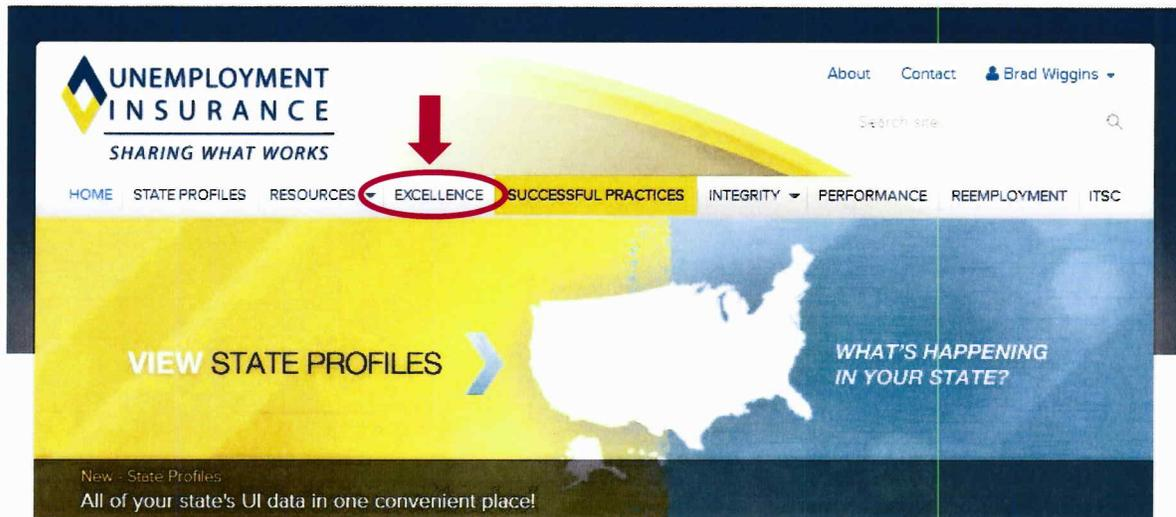 UNEMPLOYMENT
INSURANCE
SHARING WHAT WORKS
About Contact Brad Wiggins
Search site
HOME STATE PROFILES RESOURCES EXCELLENCE SUCCESSFUL PRACTICES INTEGRITY PERFORMANCE REEMPLOYMENT ITSC
VIEW STATE PROFILES
WHAT'S HAPPENING
IN YOUR STATE?
New - State Profiles
All of your state's UI data in one convenient place!